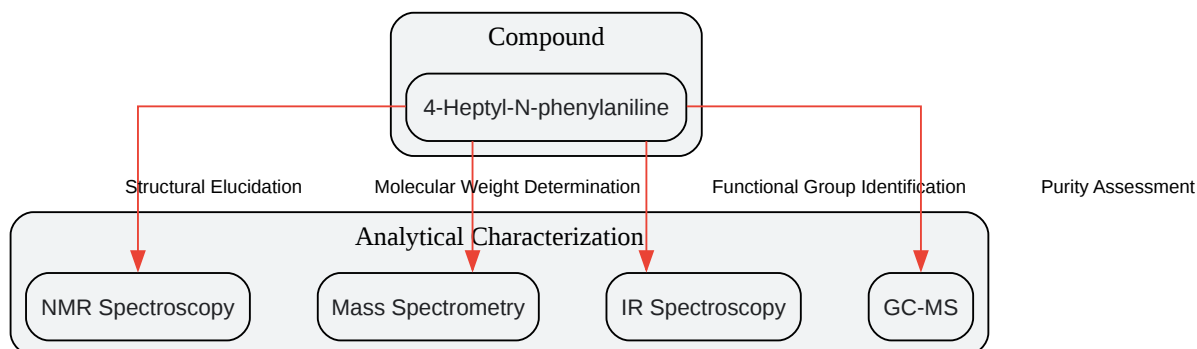 Compound
4-Heptyl-N-phenylaniline
Structural Elucidation
Molecular Weight Determination
Functional Group Identification
Purity Assessment
Analytical Characterization
NMR Spectroscopy
Mass Spectrometry
IR Spectroscopy
GC-MS